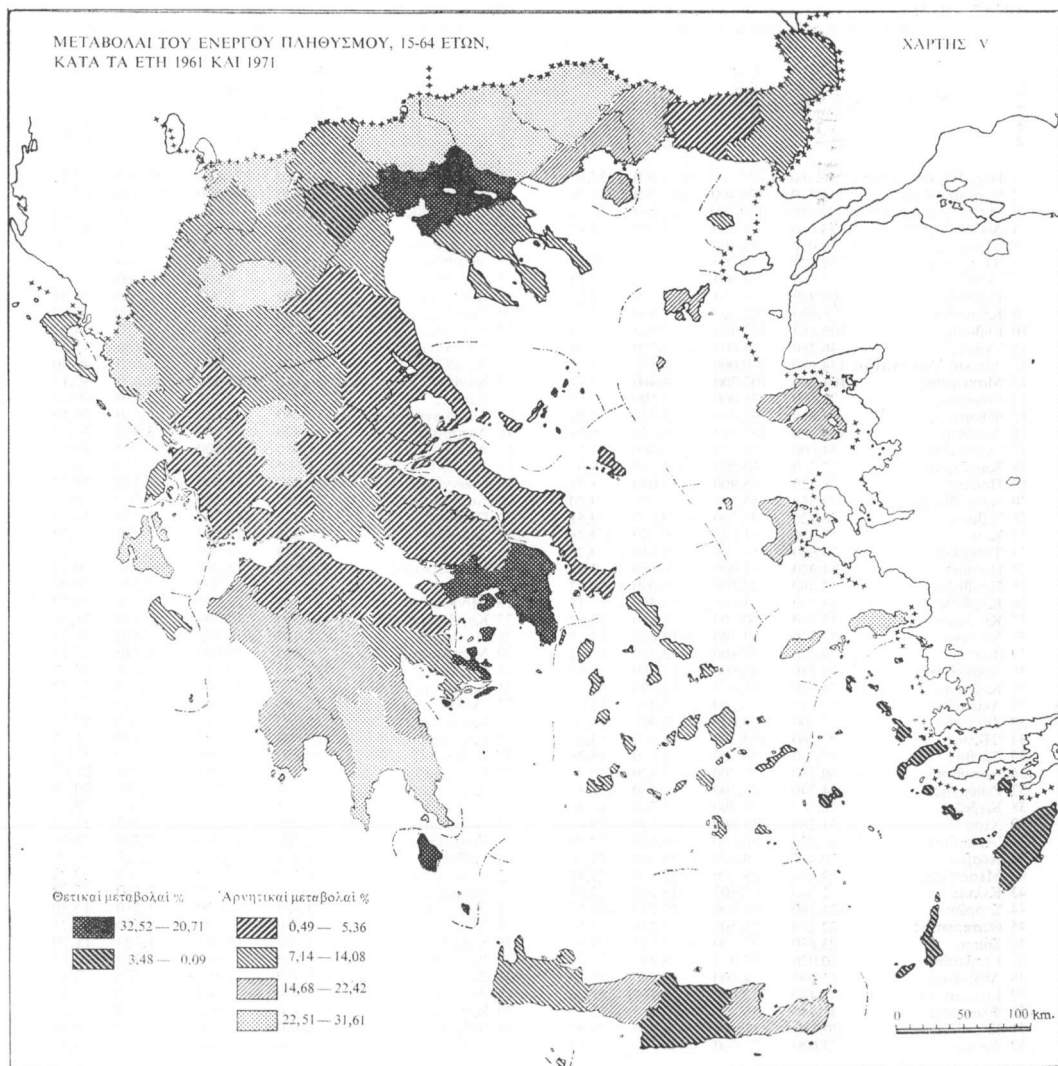 ΜΕΤΑΒΟΛΑΙ ΤΟΥ ΕΝΕΡΓΟΥ ΠΛΗΘΥΣΜΟΥ, 15-64 ΕΤΩΝ,
ΚΑΤΑ ΤΑ ΕΤΗ 1961 ΚΑΙ 1971
ΧΑΡΤΗΣ V
Θετικαί μεταβολαί %
32,52 — 20,71
3,48 — 0,09
Ἀρνητικαί μεταβολαί %
0,49 — 5,36
7,14 — 14,08
14,68 — 22,42
22,51 — 31,61
0 50 100 km.